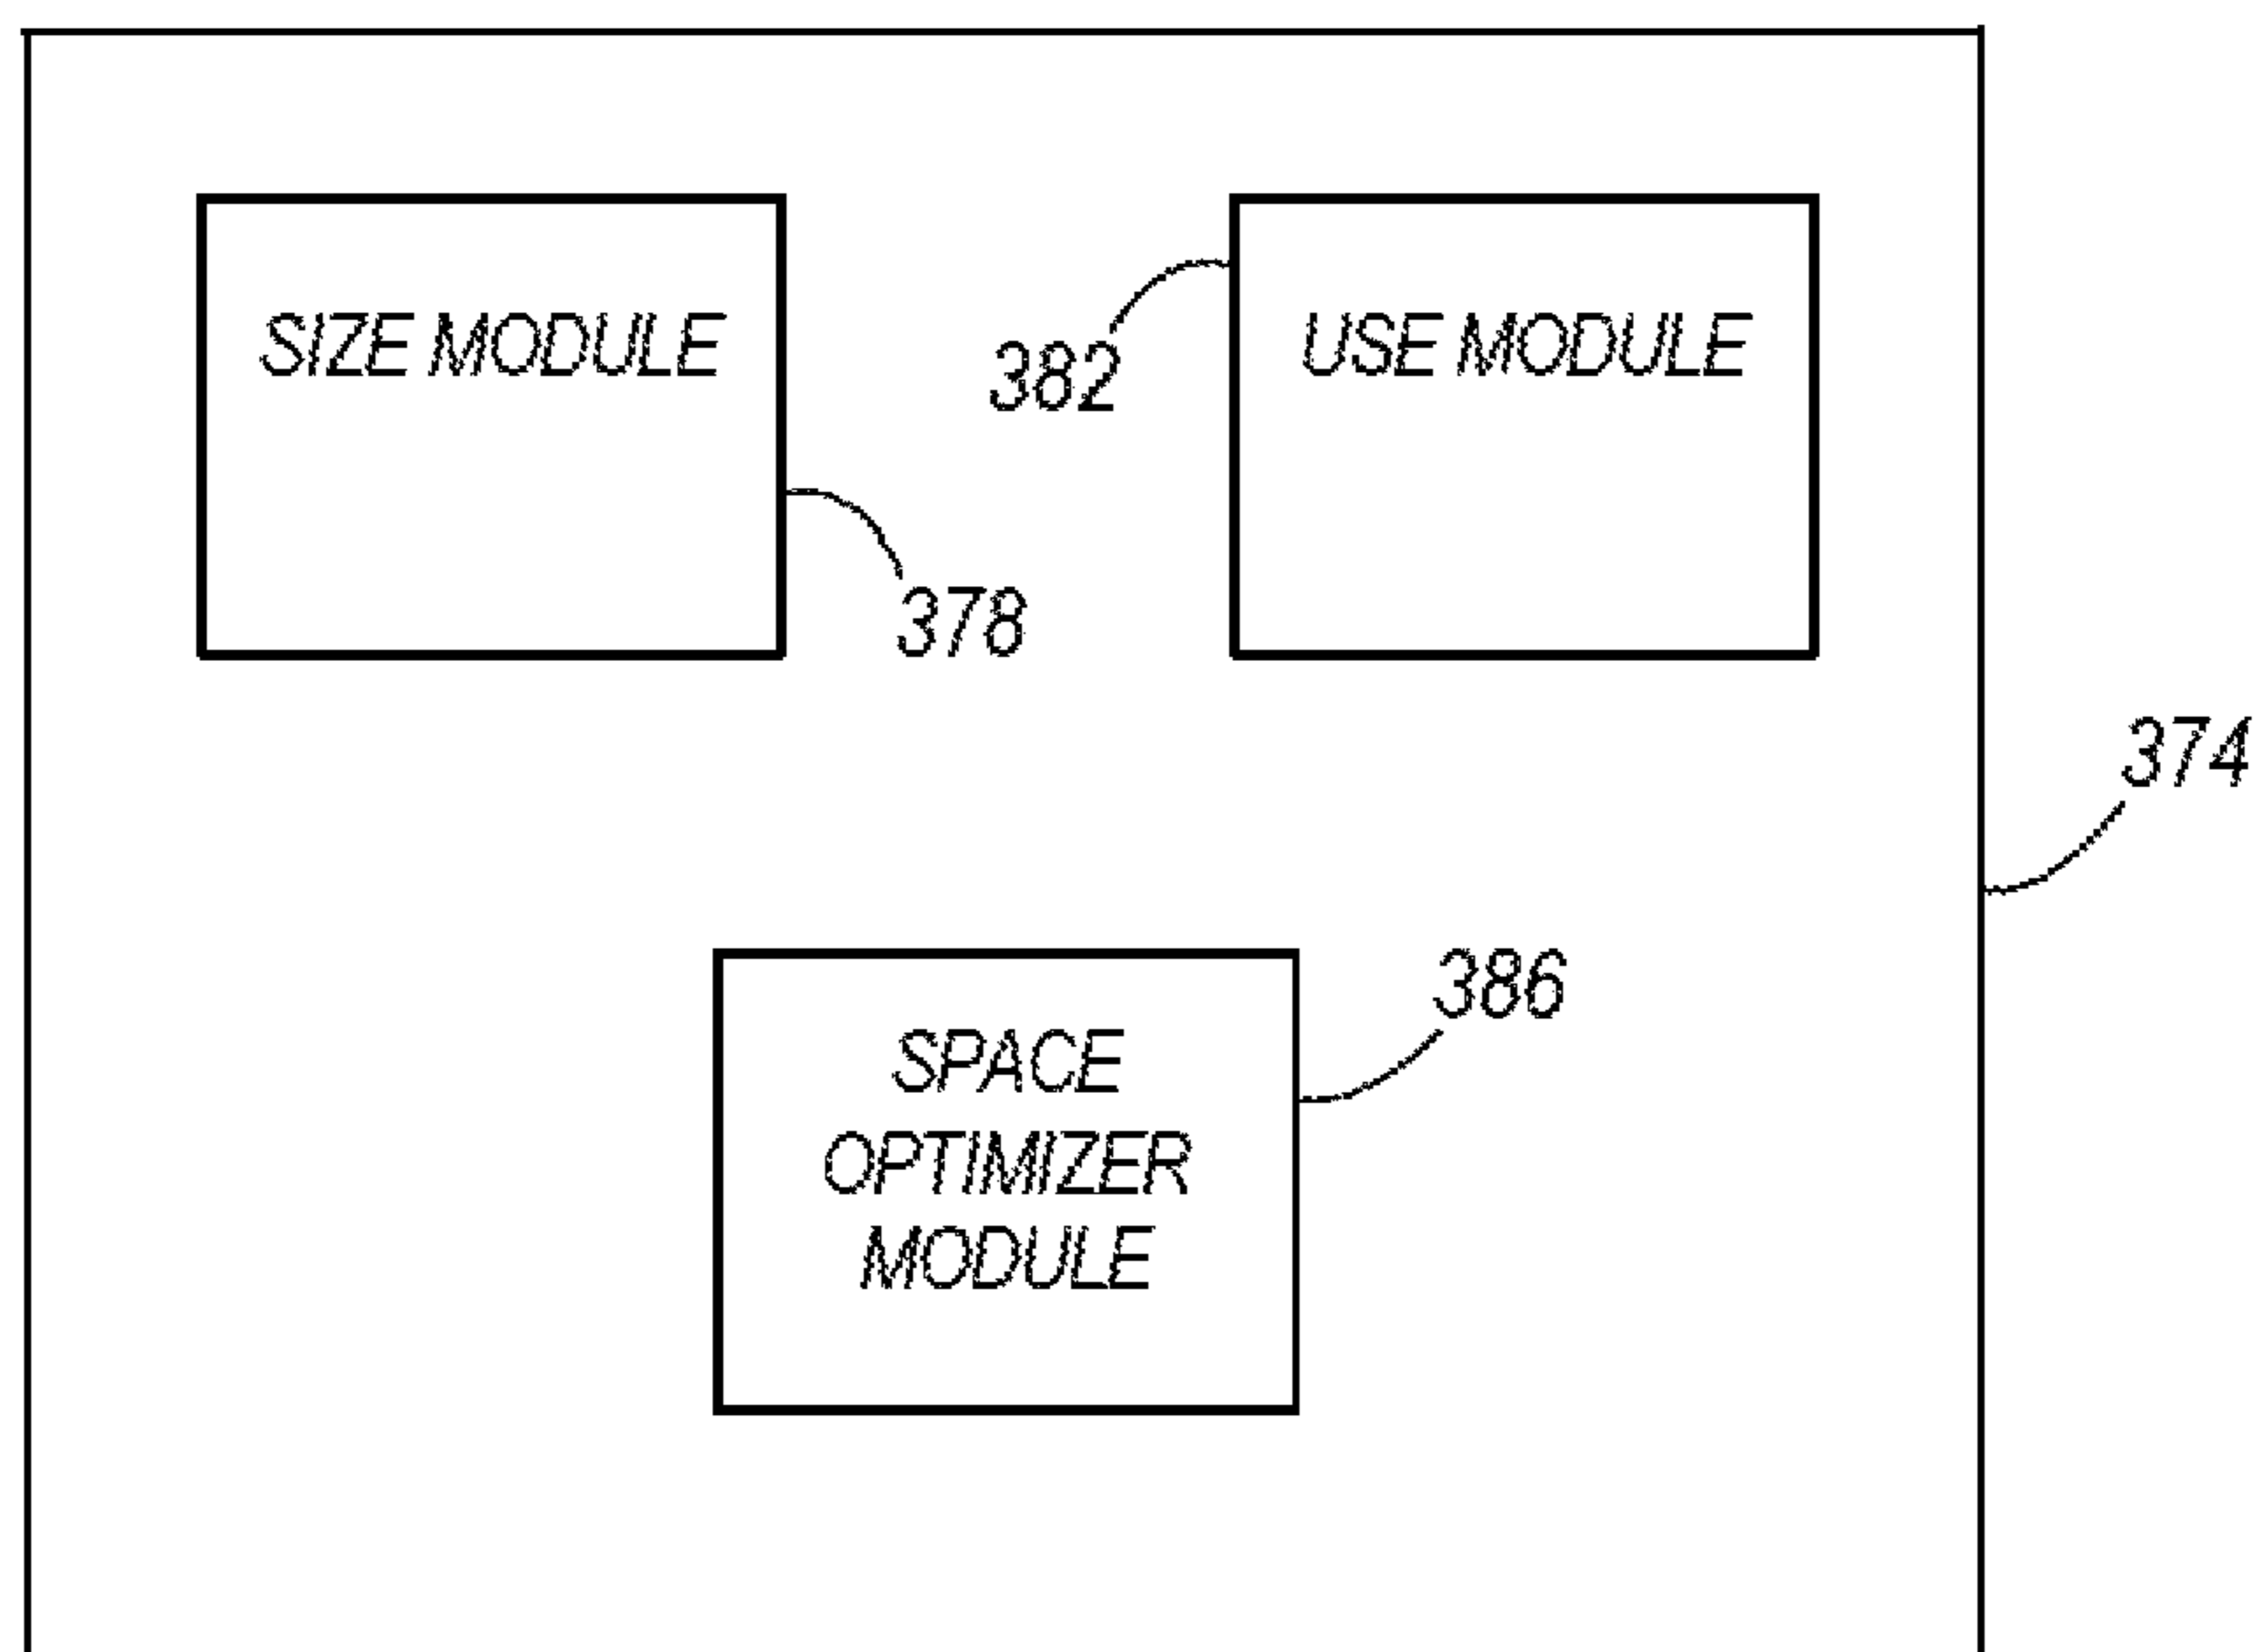 SIZE MODULE
382
USE MODULE
378
374
386
SPACE
OPTIMIZER
MODULE